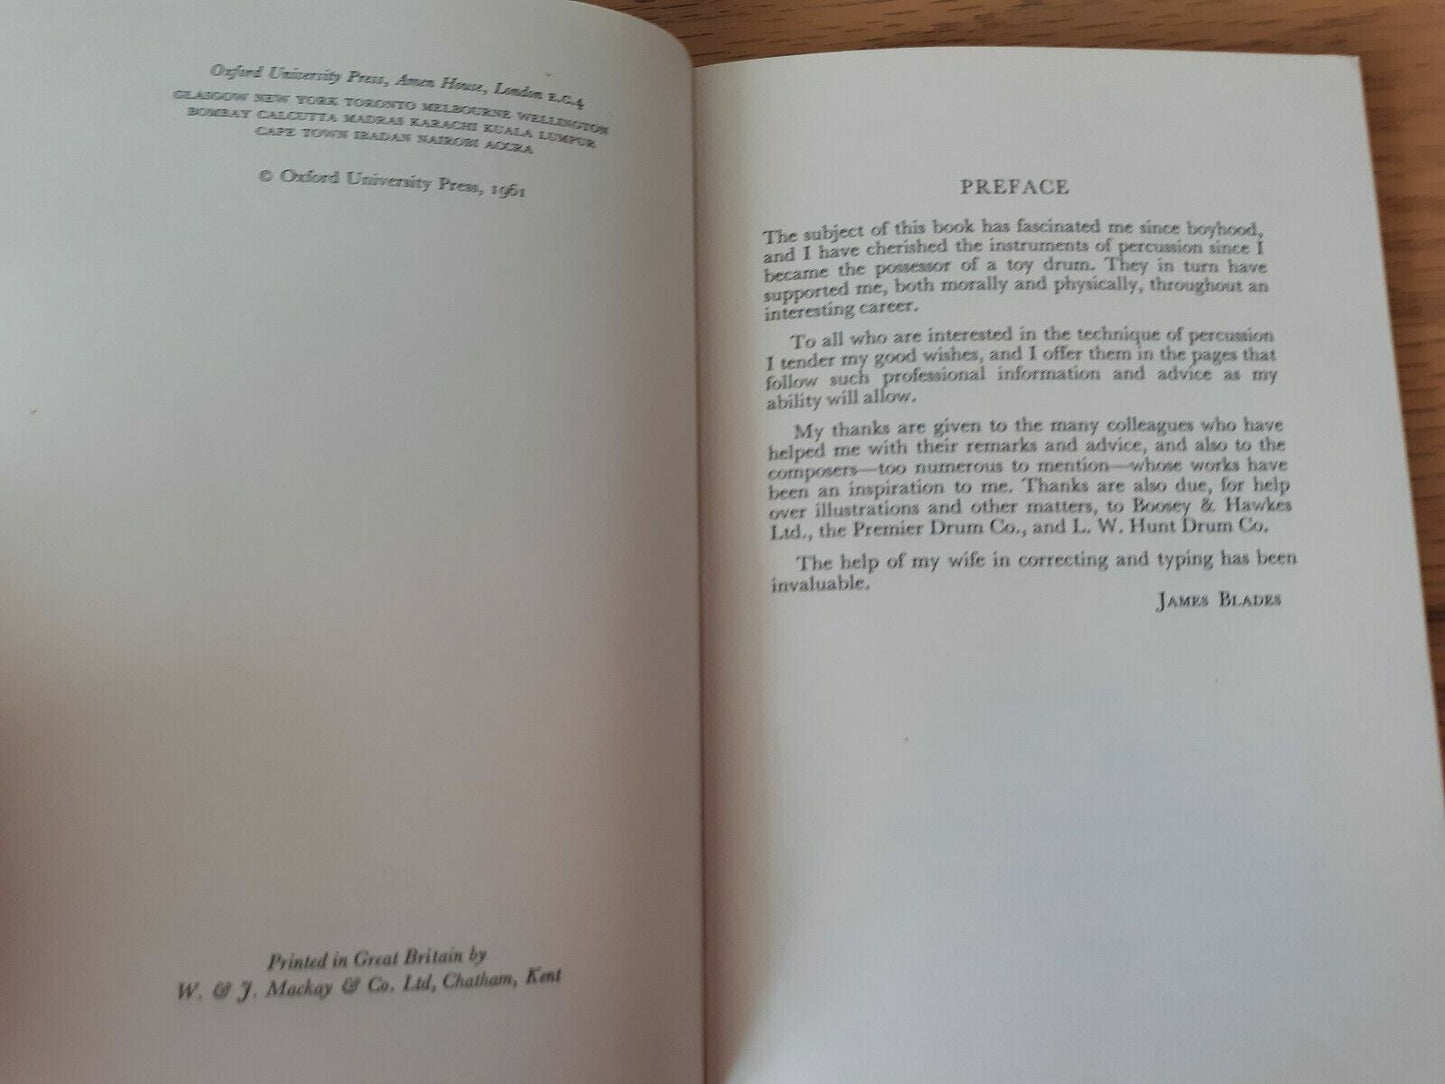 Oxford University Press, Amen House, London E.C.4
GLASGOW NEW YORK TORONTO MELBOURNE WELLINGTON
BOMBAY CALCUTTA MADRAS KARACHI KUALA LUMPUR
CAPE TOWN IBADAN NAIROBI ACCRA
© Oxford University Press, 1961
Printed in Great Britain by
W. & J. Mackay & Co. Ltd, Chatham, Kent
PREFACE
The subject of this book has fascinated me since boyhood,
and I have cherished the instruments of percussion since I
became the possessor of a toy drum. They in turn have
supported me, both morally and physically, throughout an
interesting career.
To all who are interested in the technique of percussion
I tender my good wishes, and I offer them in the pages that
follow such professional information and advice as my
ability will allow.
My thanks are given to the many colleagues who have
helped me with their remarks and advice, and also to the
composers—too numerous to mention—whose works have
been an inspiration to me. Thanks are also due, for help
over illustrations and other matters, to Boosey & Hawkes
Ltd., the Premier Drum Co., and L. W. Hunt Drum Co.
The help of my wife in correcting and typing has been
invaluable.
JAMES BLADES